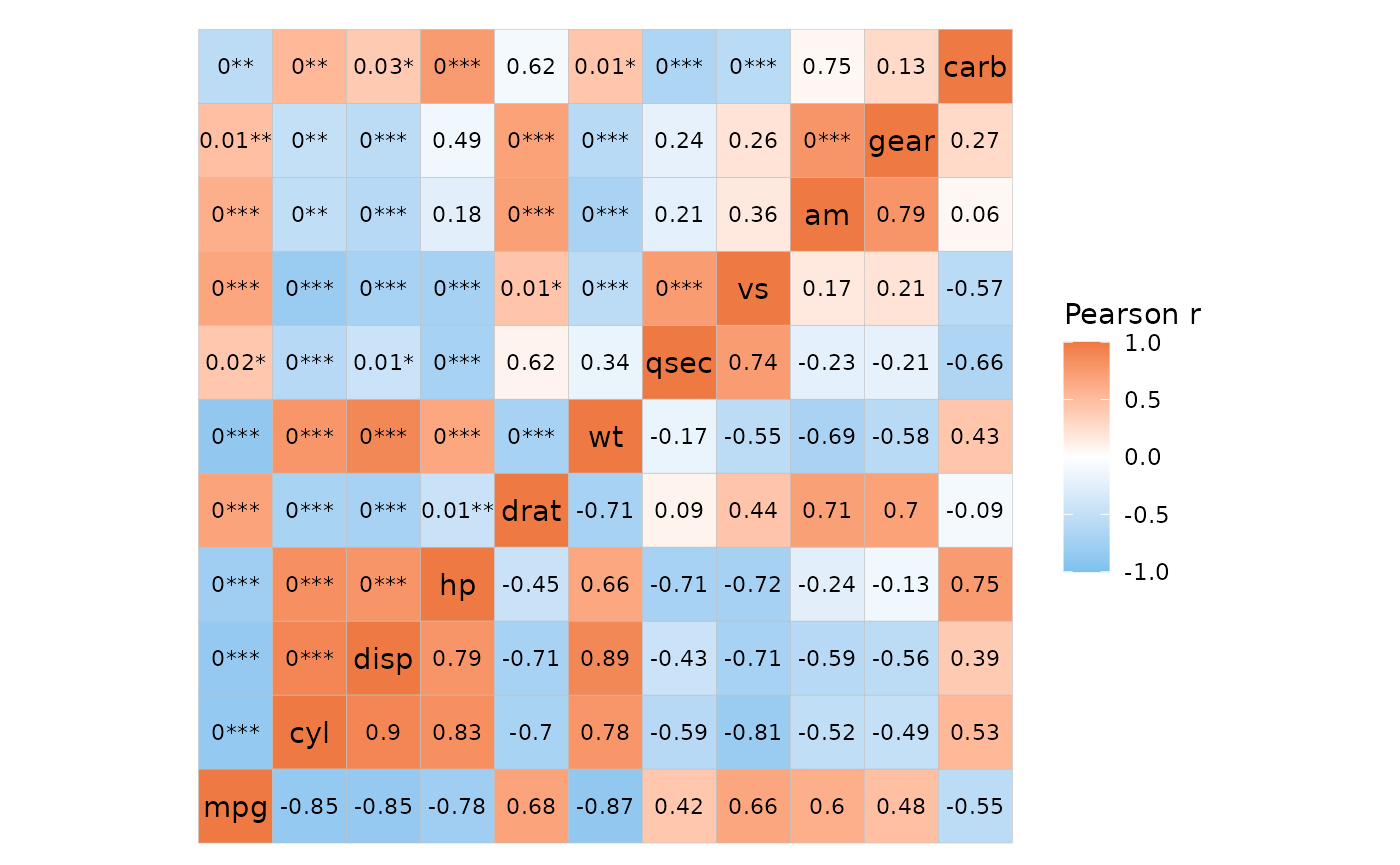 0** 0** 0.03* 0*** 0.62 0.01* 0*** 0*** 0.75 0.13 carb
0.01** 0** 0*** 0.49 0*** 0*** 0.24 0.26 0*** gear 0.27
0*** 0** 0*** 0.18 0*** 0*** 0.21 0.36 am 0.79 0.06
0*** 0*** 0*** 0*** 0.01* 0*** 0*** vs 0.17 0.21 -0.57
0.02* 0*** 0.01* 0*** 0.62 0.34 qsec 0.74 -0.23 -0.21 -0.66
0*** 0*** 0*** 0*** 0*** wt -0.17 -0.55 -0.69 -0.58 0.43
0*** 0*** 0*** 0.01** drat -0.71 0.09 0.44 0.71 0.7 -0.09
0*** 0*** 0*** hp -0.45 0.66 -0.71 -0.72 -0.24 -0.13 0.75
0*** 0*** disp 0.79 -0.71 0.89 -0.43 -0.71 -0.59 -0.56 0.39
0*** cyl 0.9 0.83 -0.7 0.78 -0.59 -0.81 -0.52 -0.49 0.53
mpg -0.85 -0.85 -0.78 0.68 -0.87 0.42 0.66 0.6 0.48 -0.55
Pearson r
1.0
0.5
0.0
-0.5
-1.0